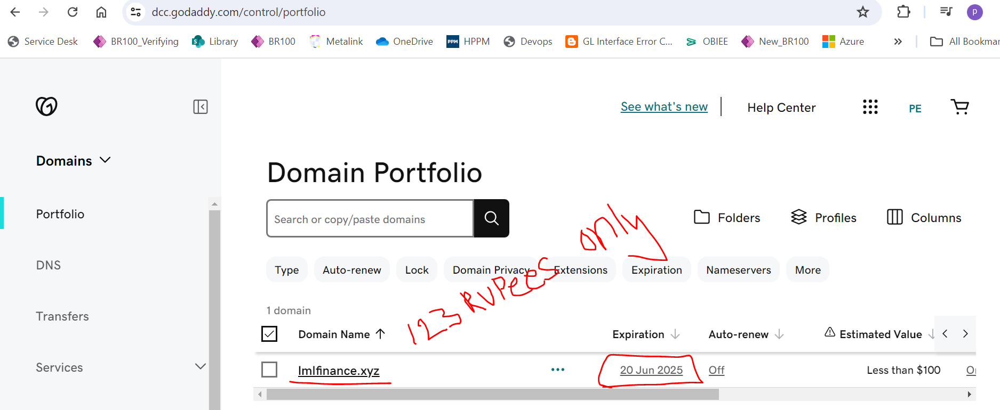 dcc.godaddy.com/control/portfolio
P
Service Desk BR100_Verifying Library BR100 Metalink OneDrive PPM HPPM Devops GL Interface Error C... OBIEE New_BR100 Azure » All Bookmar
See what's new Help Center PE
Domains
Domain Portfolio
Portfolio
Search or copy/paste domains
Folders Profiles Columns
DNS
Type Auto-renew Lock Domain Privacy Extensions Expiration Nameservers More
123 RUPees only
1 domain
Transfers
Domain Name ↑ Expiration ↓ Auto-renew ↓ Estimated Value ↓ < >
Services
lmlfinance.xyz ••• 20 Jun 2025 Off Less than $100